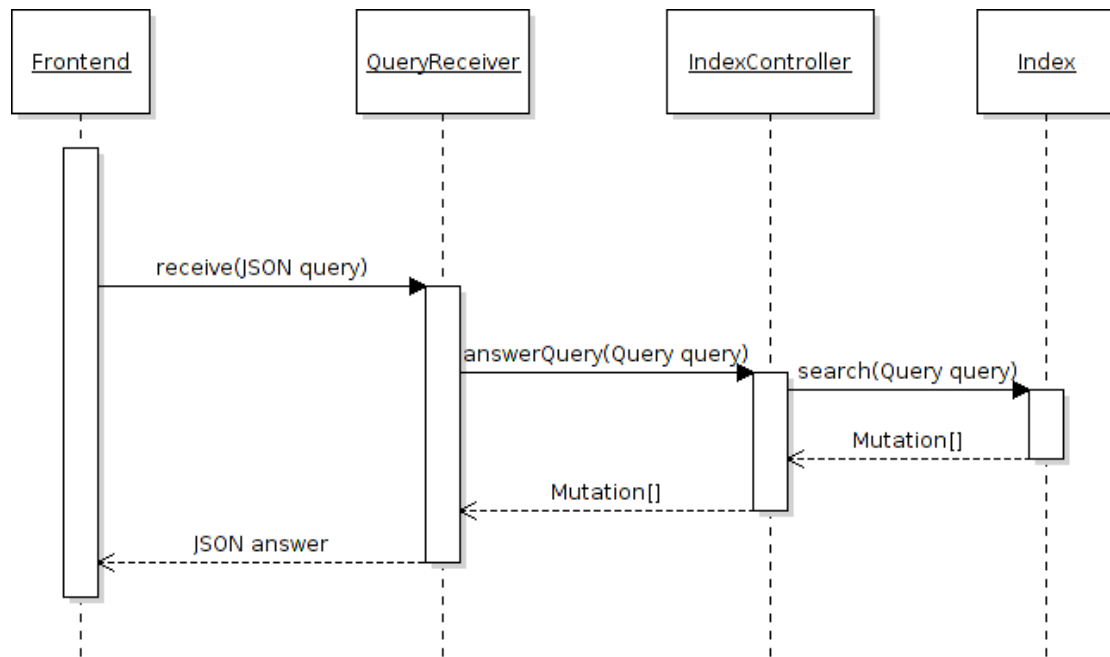 Frontend
QueryReceiver
IndexController
Index
receive(JSON query)
answerQuery(Query query)
search(Query query)
Mutation[]
Mutation[]
JSON answer